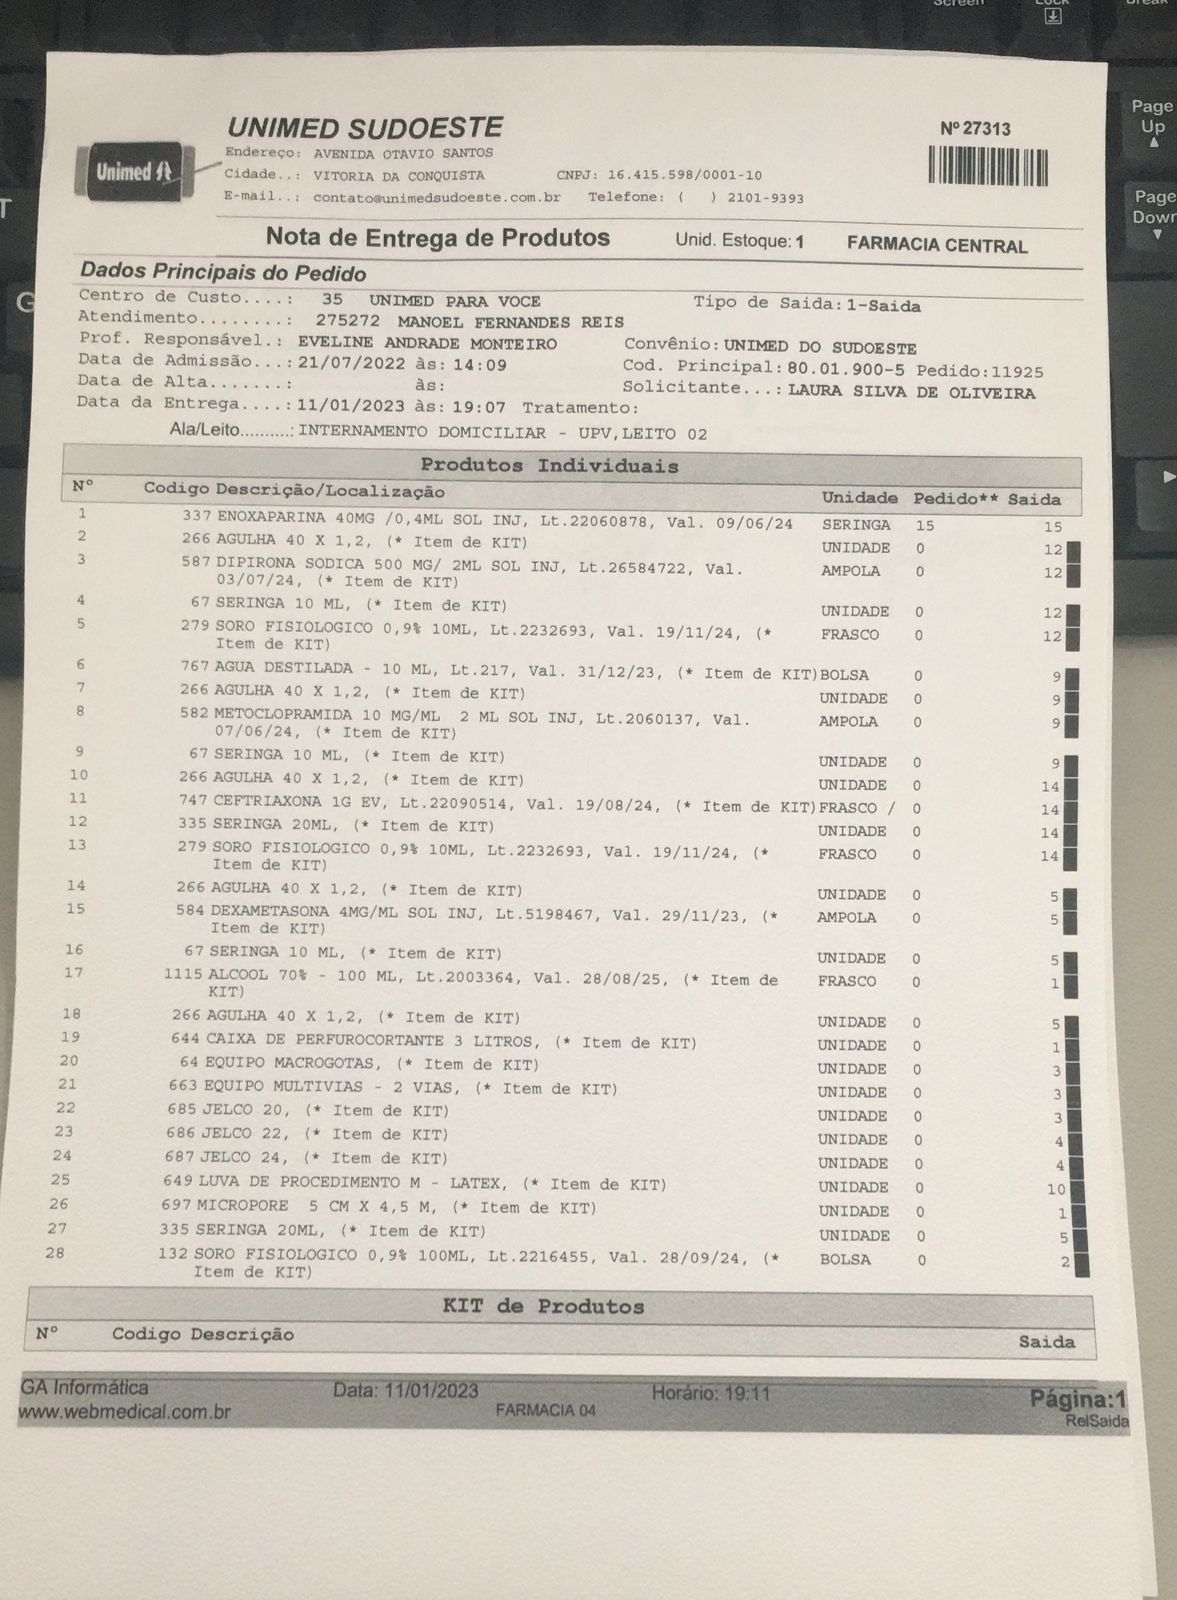 Screen
Lock
Break
Page
Up
Page
Down
T
G
Unimed
UNIMED SUDOESTE
Nº 27313
Endereço: AVENIDA OTAVIO SANTOS
Cidade..: VITORIA DA CONQUISTA CNPJ: 16.415.598/0001-10
E-mail..: contato@unimedsudoeste.com.br Telefone: ( ) 2101-9393
Nota de Entrega de Produtos Unid. Estoque: 1 FARMACIA CENTRAL
Dados Principais do Pedido
Centro de Custo....: 35 UNIMED PARA VOCE Tipo de Saida: 1-Saida
Atendimento........: 275272 MANOEL FERNANDES REIS
Prof. Responsável.: EVELINE ANDRADE MONTEIRO Convênio: UNIMED DO SUDOESTE
Data de Admissão...: 21/07/2022 às: 14:09 Cod. Principal: 80.01.900-5 Pedido:11925
Data de Alta.......: às: Solicitante...: LAURA SILVA DE OLIVEIRA
Data da Entrega....: 11/01/2023 às: 19:07 Tratamento:
Ala/Leito..........: INTERNAMENTO DOMICILIAR - UPV, LEITO 02
Produtos Individuais
Nº Codigo Descrição/Localização Unidade Pedido** Saida
1 337 ENOXAPARINA 40MG /0,4ML SOL INJ, Lt.22060878, Val. 09/06/24 SERINGA 15 15
2 266 AGULHA 40 X 1,2, (* Item de KIT) UNIDADE 0 12
3 587 DIPIRONA SODICA 500 MG/ 2ML SOL INJ, Lt.26584722, Val. AMPOLA 0 12
03/07/24, (* Item de KIT)
4 67 SERINGA 10 ML, (* Item de KIT) UNIDADE 0 12
5 279 SORO FISIOLOGICO 0,9% 10ML, Lt.2232693, Val. 19/11/24, (* FRASCO 0 12
Item de KIT)
6 767 AGUA DESTILADA - 10 ML, Lt.217, Val. 31/12/23, (* Item de KIT) BOLSA 0 9
7 266 AGULHA 40 X 1,2, (* Item de KIT) UNIDADE 0 9
8 582 METOCLOPRAMIDA 10 MG/ML 2 ML SOL INJ, Lt.2060137, Val. AMPOLA 0 9
07/06/24, (* Item de KIT)
9 67 SERINGA 10 ML, (* Item de KIT) UNIDADE 0 9
10 266 AGULHA 40 X 1,2, (* Item de KIT) UNIDADE 0 14
11 747 CEFTRIAXONA 1G EV, Lt.22090514, Val. 19/08/24, (* Item de KIT) FRASCO / 0 14
12 335 SERINGA 20ML, (* Item de KIT) UNIDADE 0 14
13 279 SORO FISIOLOGICO 0,9% 10ML, Lt.2232693, Val. 19/11/24, (* FRASCO 0 14
Item de KIT)
14 266 AGULHA 40 X 1,2, (* Item de KIT) UNIDADE 0 5
15 584 DEXAMETASONA 4MG/ML SOL INJ, Lt.5198467, Val. 29/11/23, (* AMPOLA 0 5
Item de KIT)
16 67 SERINGA 10 ML, (* Item de KIT) UNIDADE 0 5
17 1115 ALCOOL 70% - 100 ML, Lt.2003364, Val. 28/08/25, (* Item de FRASCO 0 1
KIT)
18 266 AGULHA 40 X 1,2, (* Item de KIT) UNIDADE 0 5
19 644 CAIXA DE PERFUROCORTANTE 3 LITROS, (* Item de KIT) UNIDADE 0 1
20 64 EQUIPO MACROGOTAS, (* Item de KIT) UNIDADE 0 3
21 663 EQUIPO MULTIVIAS - 2 VIAS, (* Item de KIT) UNIDADE 0 3
22 685 JELCO 20, (* Item de KIT) UNIDADE 0 3
23 686 JELCO 22, (* Item de KIT) UNIDADE 0 4
24 687 JELCO 24, (* Item de KIT) UNIDADE 0 4
25 649 LUVA DE PROCEDIMENTO M - LATEX, (* Item de KIT) UNIDADE 0 10
26 697 MICROPORE 5 CM X 4,5 M, (* Item de KIT) UNIDADE 0 1
27 335 SERINGA 20ML, (* Item de KIT) UNIDADE 0 5
28 132 SORO FISIOLOGICO 0,9% 100ML, Lt.2216455, Val. 28/09/24, (* BOLSA 0 2
Item de KIT)
KIT de Produtos
Nº Codigo Descrição Saida
GA Informática Data: 11/01/2023 Horário: 19:11 Página:1
www.webmedical.com.br FARMACIA 04 RelSaida